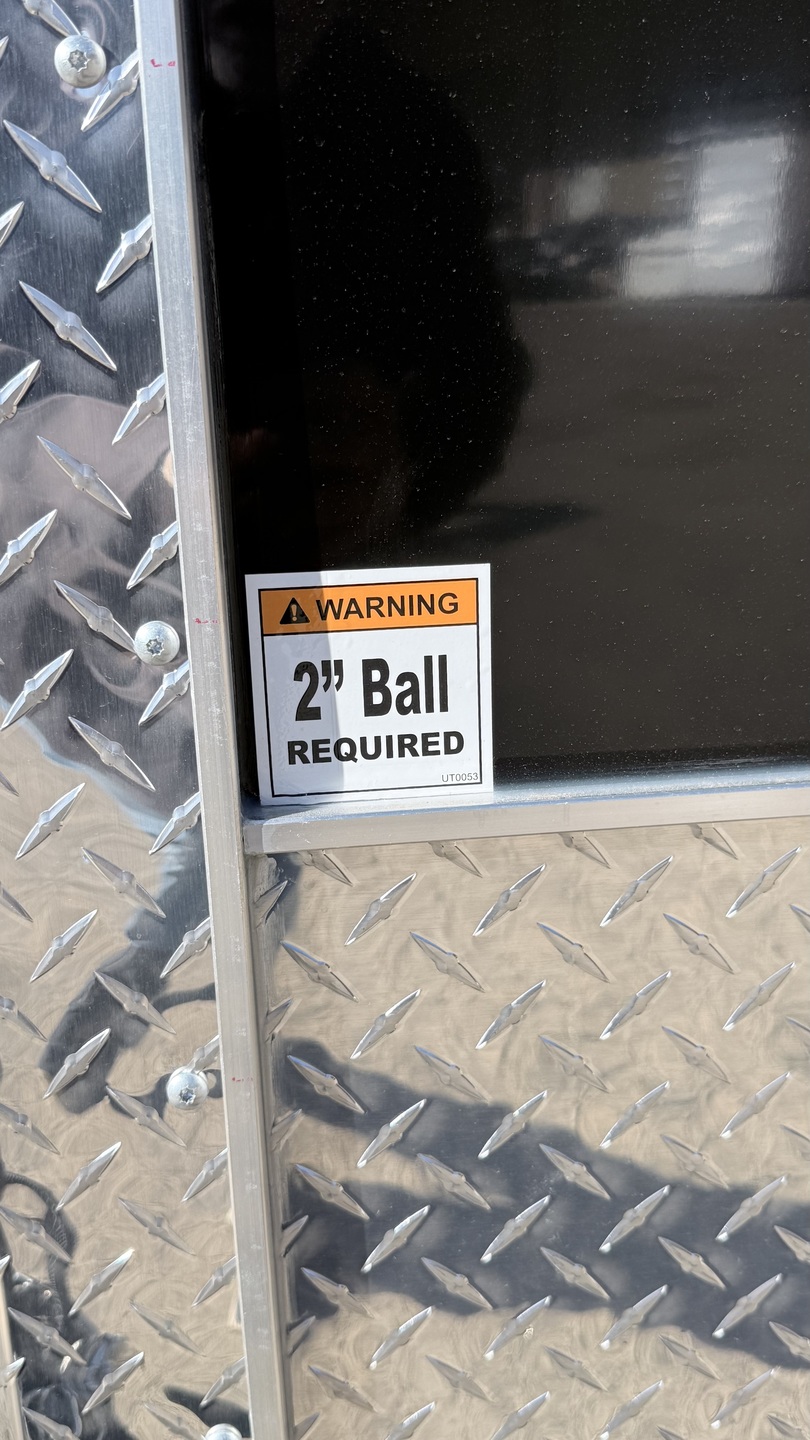 ⚠ WARNING
2” Ball
REQUIRED
UT0053